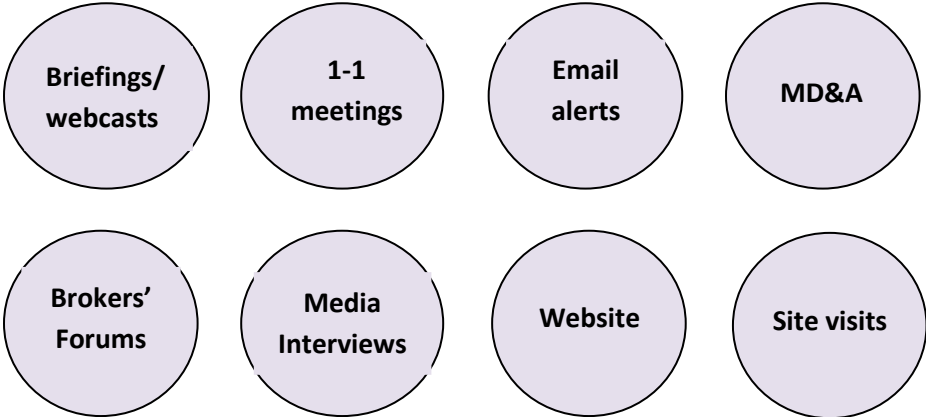 Briefings/
webcasts
1-1
meetings
Email
alerts
MD&A
Brokers’
Forums
Media
Interviews
Website
Site visits